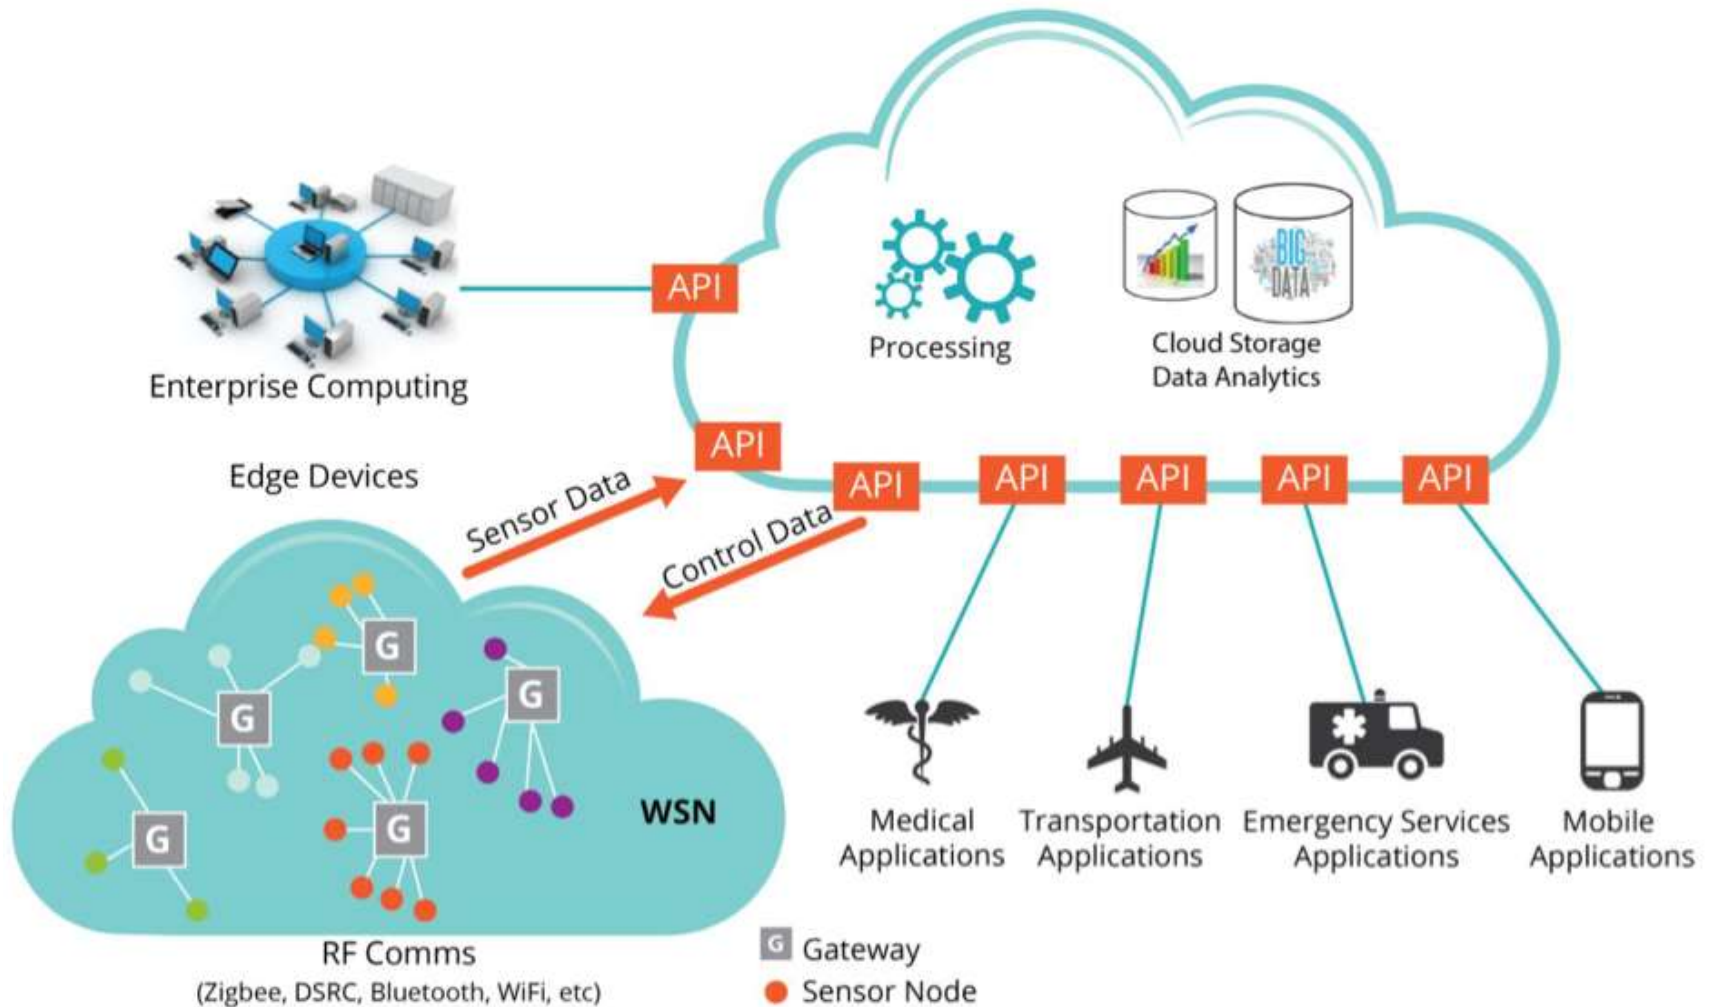 BIG
DATA
API
Processing
Cloud Storage
Data Analytics
Enterprise Computing
API
API
API
API
API
API
Edge Devices
Sensor Data
Control Data
G
G
G
G
G
WSN
Medical
Applications
Transportation
Applications
Emergency Services
Applications
Mobile
Applications
RF Comms
(Zigbee, DSRC, Bluetooth, WiFi, etc)
G Gateway
Sensor Node